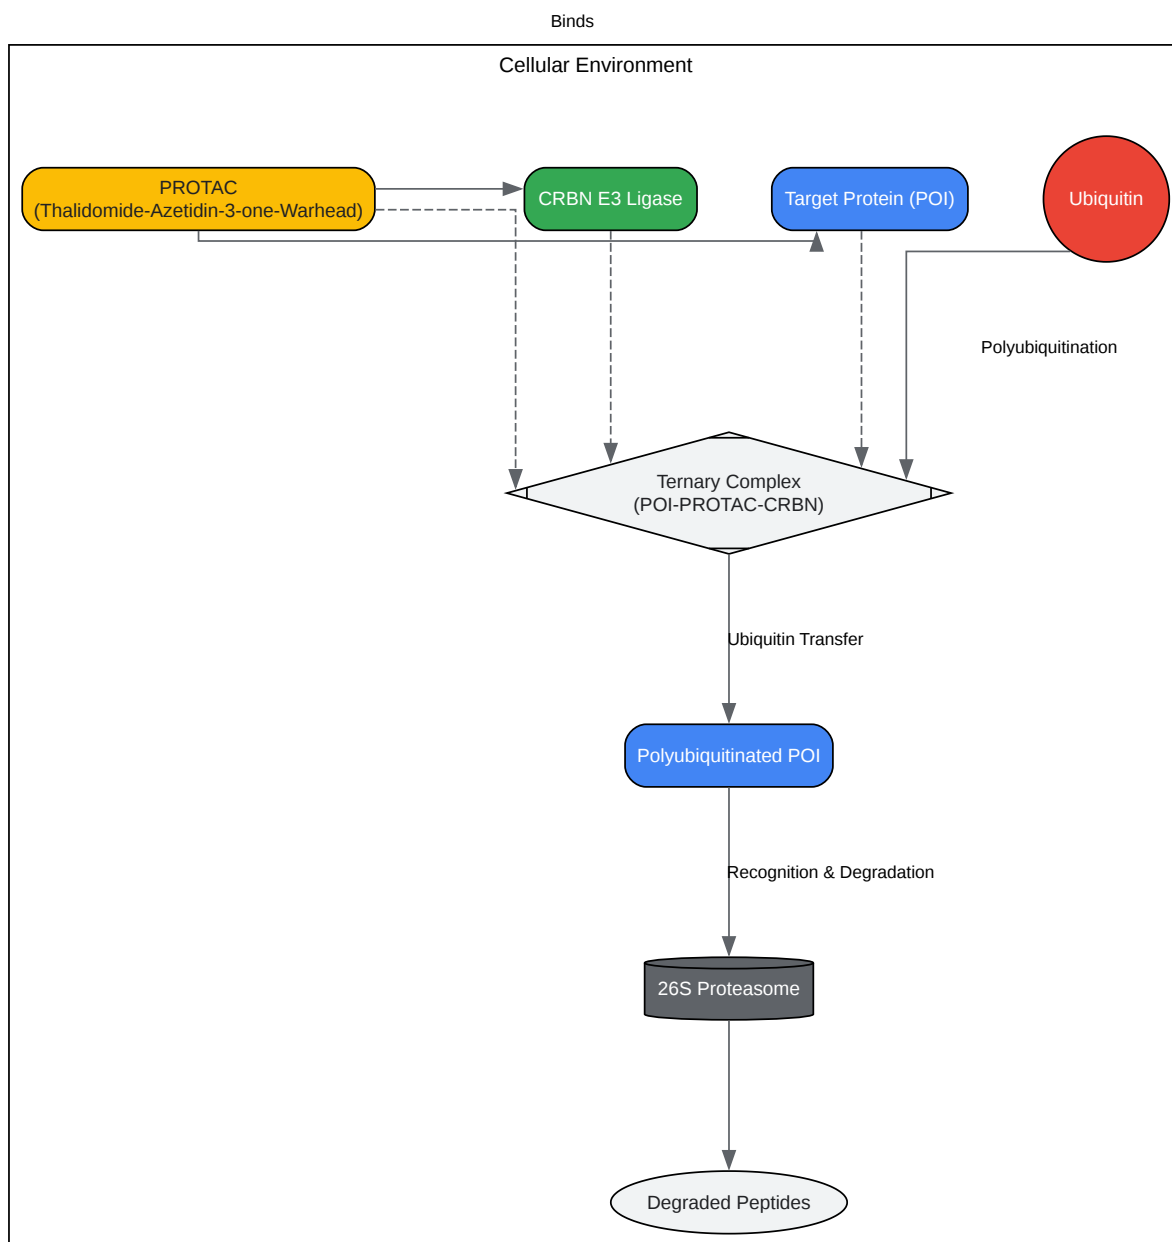 Binds
Cellular Environment
PROTAC
(Thalidomide-Azetidin-3-one-Warhead)
CRBN E3 Ligase
Target Protein (POI)
Ubiquitin
Polyubiquitination
Ternary Complex
(POI-PROTAC-CRBN)
Ubiquitin Transfer
Polyubiquitinated POI
Recognition & Degradation
26S Proteasome
Degraded Peptides